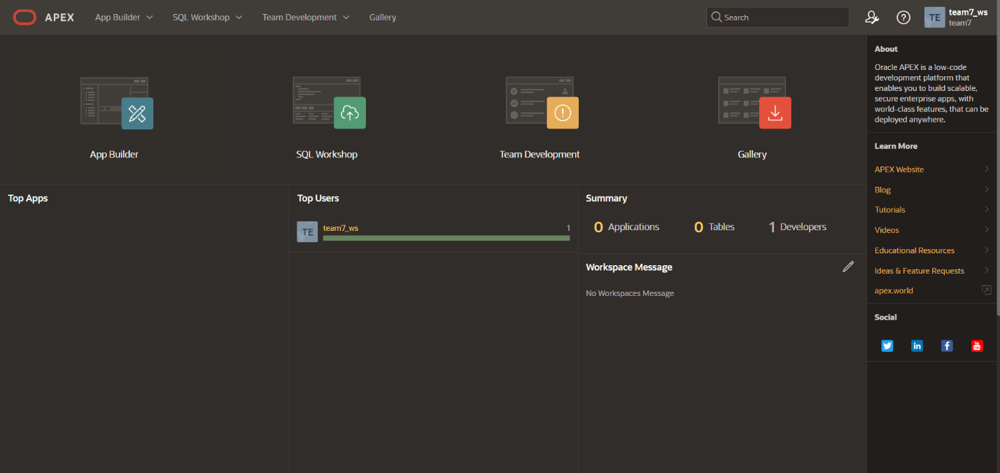 APEX
App Builder
SQL Workshop
Team Development
Gallery
Search
TE
team7_ws
team7
App Builder
SQL Workshop
Team Development
Gallery
Top Apps
Top Users
TE
team7_ws
1
Summary
0 Applications
0 Tables
1 Developers
Workspace Message
No Workspaces Message
About
Oracle APEX is a low-code
development platform that
enables you to build scalable,
secure enterprise apps, with
world-class features, that can be
deployed anywhere.
Learn More
APEX Website
Blog
Tutorials
Videos
Educational Resources
Ideas & Feature Requests
apex.world
Social